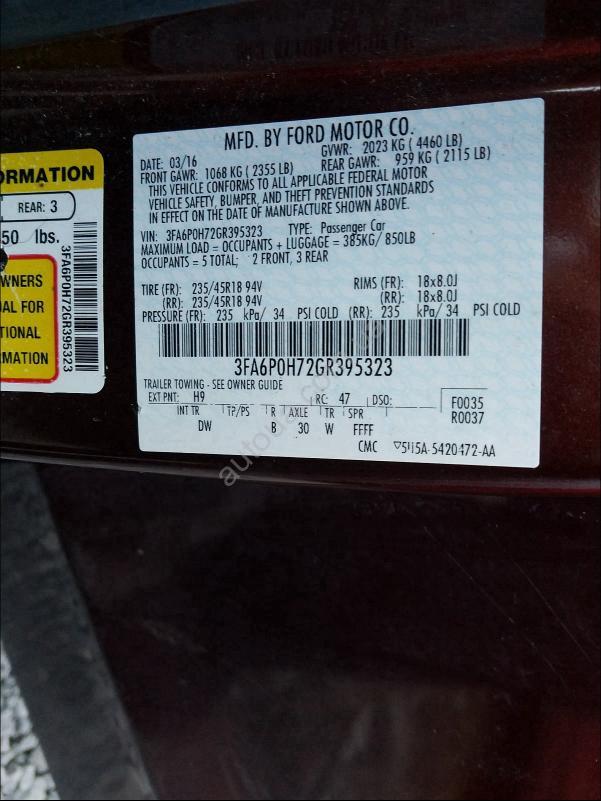 MFD. BY FORD MOTOR CO.
DATE: 03/16 GVWR: 2023 KG ( 4460 LB)
FRONT GAWR: 1068 KG ( 2355 LB) REAR GAWR: 959 KG ( 2115 LB)
THIS VEHICLE CONFORMS TO ALL APPLICABLE FEDERAL MOTOR
VEHICLE SAFETY, BUMPER, AND THEFT PREVENTION STANDARDS
IN EFFECT ON THE DATE OF MANUFACTURE SHOWN ABOVE.
VIN: 3FA6P0H72GR395323 TYPE: Passenger Car
MAXIMUM LOAD = OCCUPANTS + LUGGAGE = 385KG/ 850LB
OCCUPANTS = 5 TOTAL; 2 FRONT, 3 REAR
TIRE (FR): 235/45R18 94V RIMS (FR): 18x8.0J
(RR): 235/45R18 94V (RR): 18x8.0J
PRESSURE (FR): 235 kPa/ 34 PSI COLD (RR): 235 kPa/ 34 PSI COLD
3FA6P0H72GR395323
TRAILER TOWING - SEE OWNER GUIDE
EXT PNT: H9 RC: 47 DSO: F0035
INT TR TP/PS R AXLE TR SPR R0037
DW B 30 W FFFF
CMC 5U5A-5420472-AA
ORMATION
REAR: 3
50 lbs.
WNERS
AL FOR
TIONAL
RMATION
3FA6P0H72GR395323